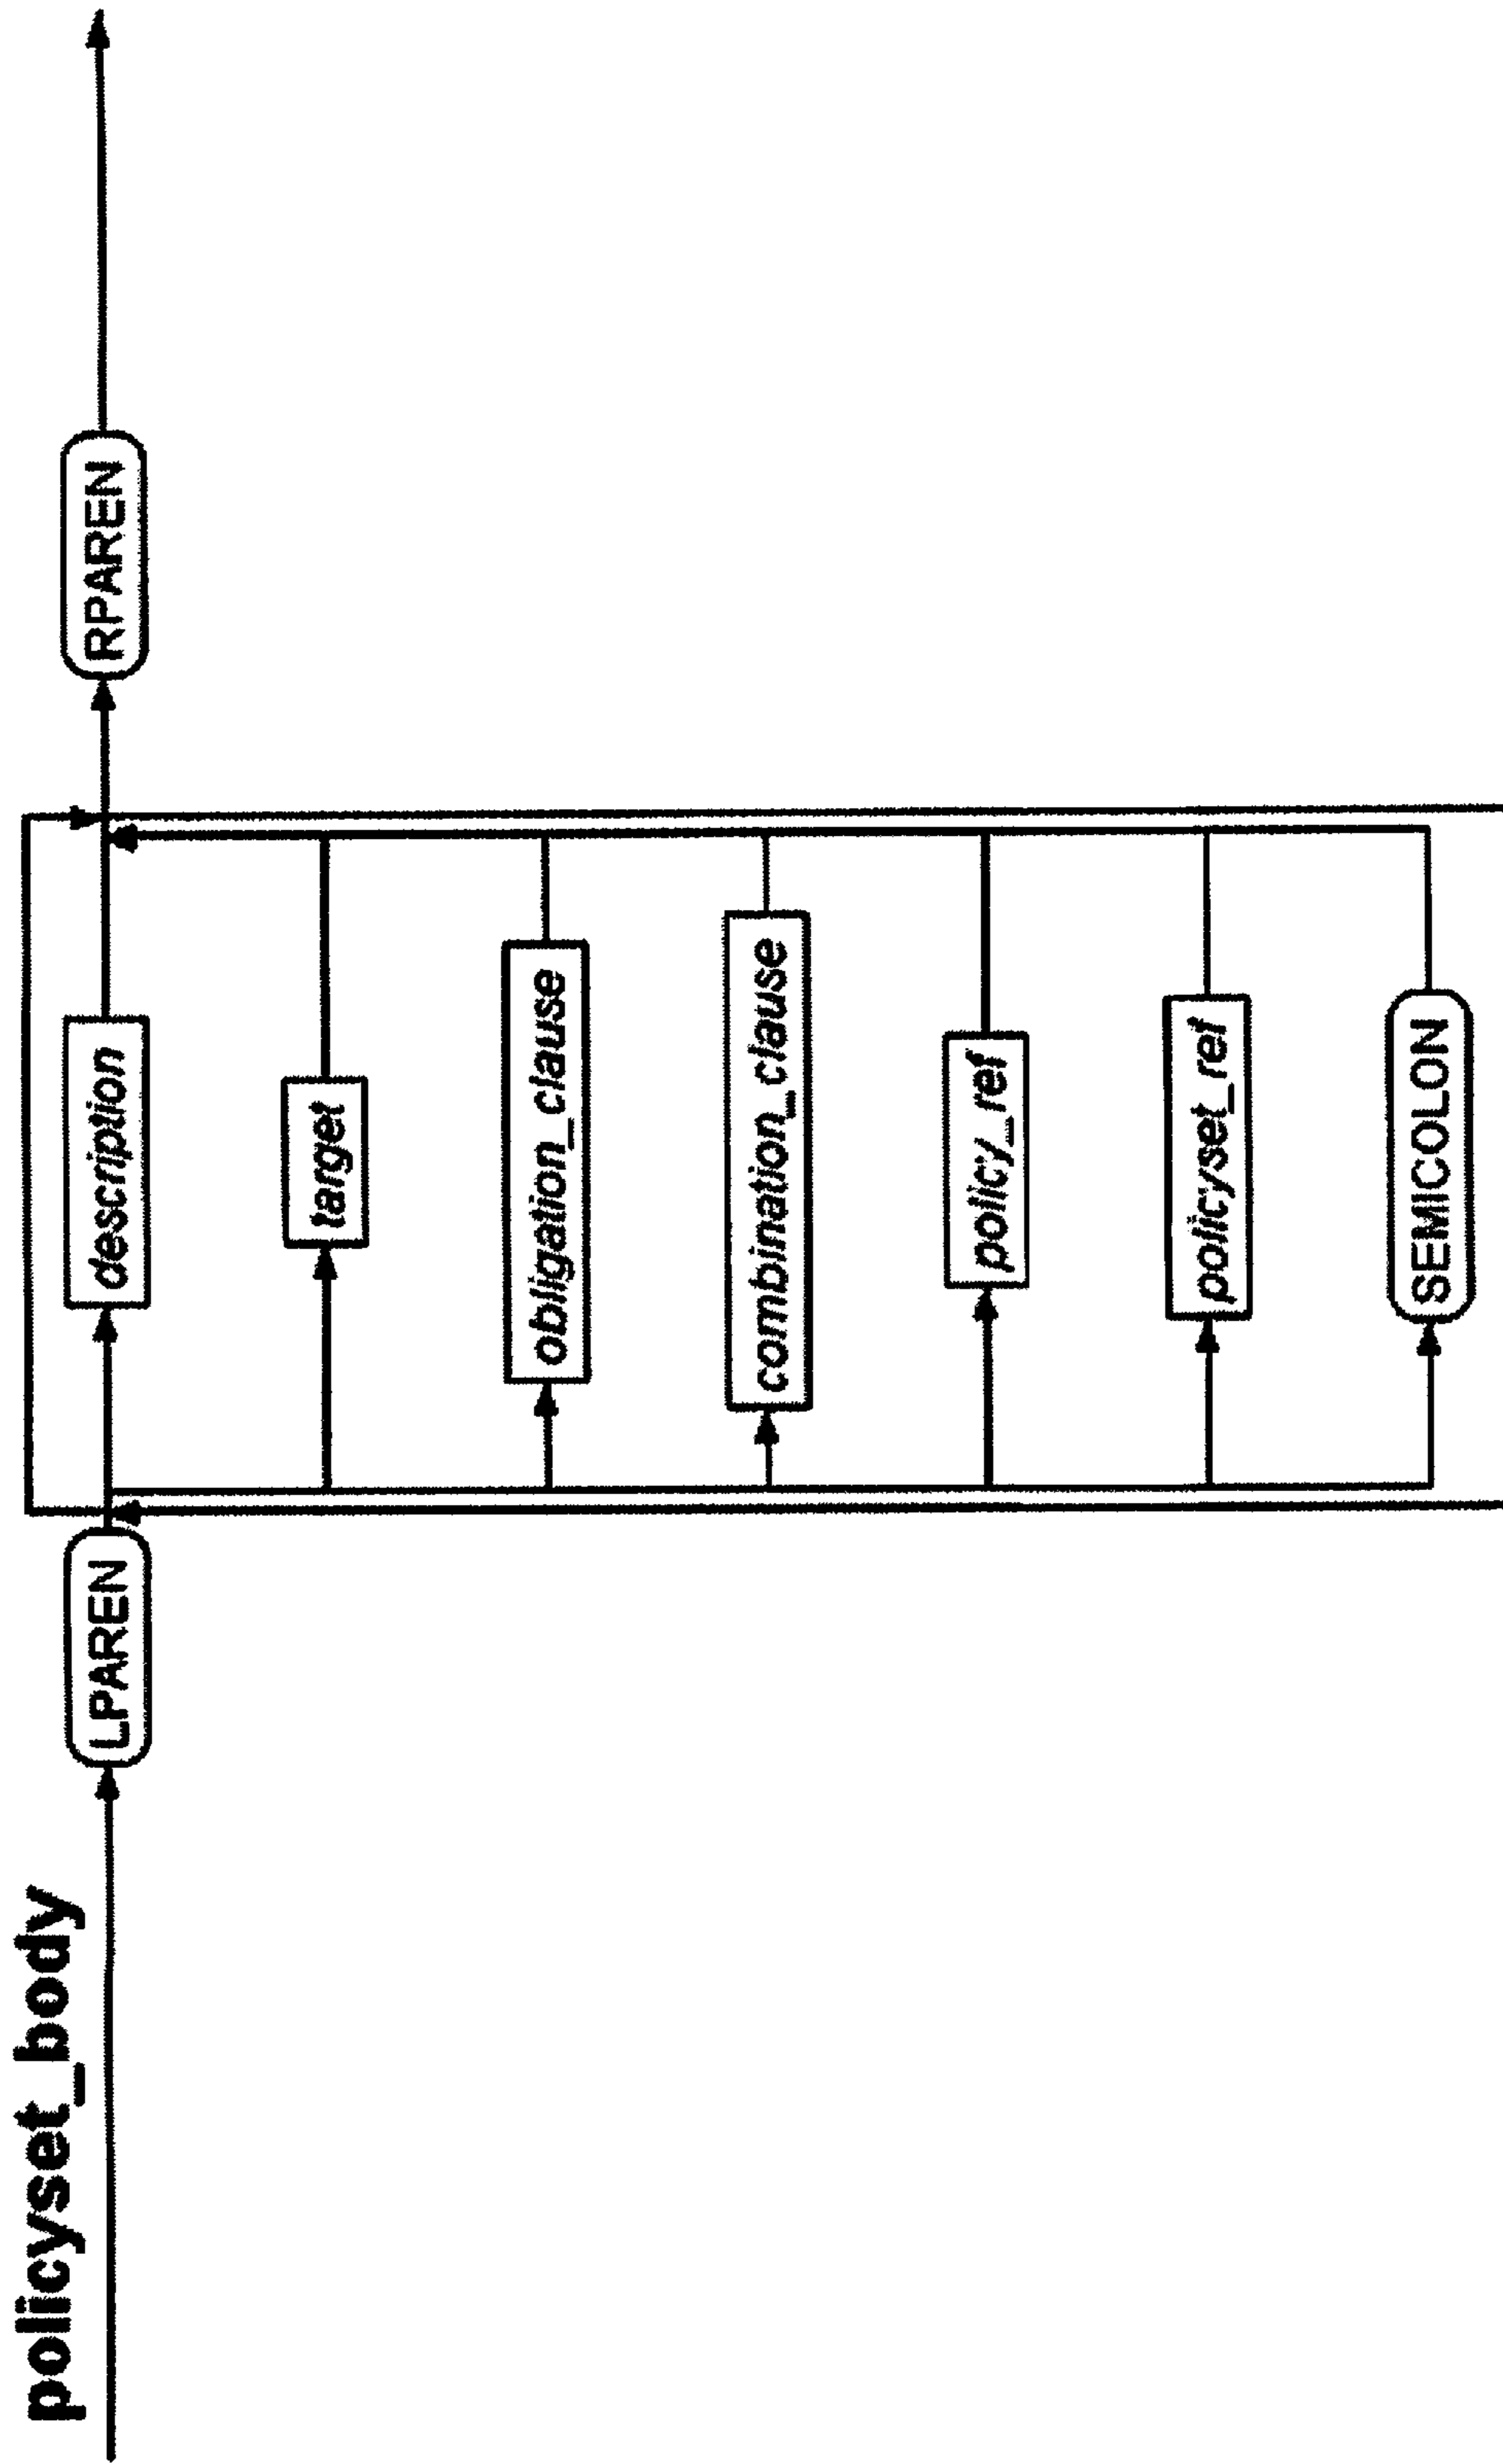 policyset_body
LPAREN
description
RPAREN
target
obligation_clause
combination_clause
policy_ref
policyset_ref
SEMICOLON